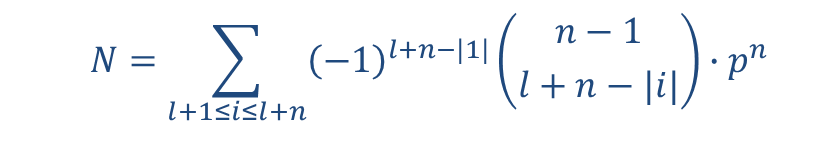 N = ∑_{l+1≤i≤l+n} (−1)^{l+n−|1|} \binom{n − 1}{l + n − |i|} · p^n